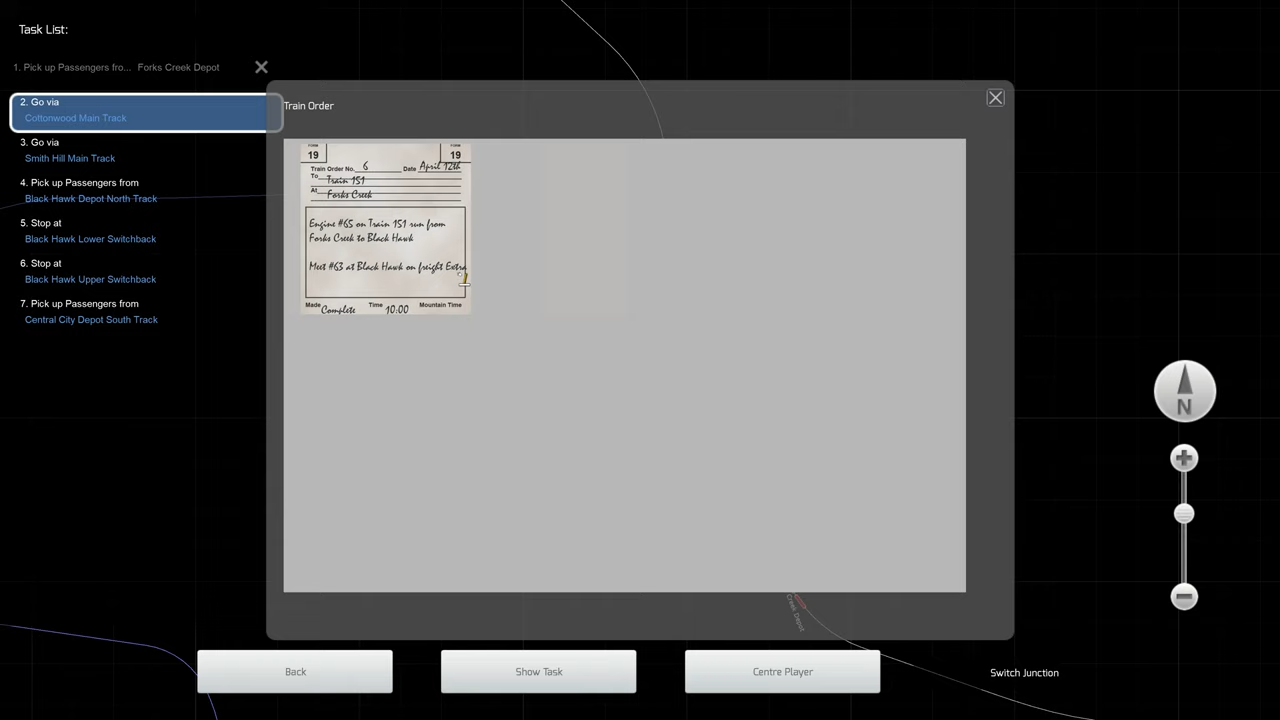 Task List:
1. Pick up Passengers fro... Forks Creek Depot
2. Go via
Cottonwood Main Track
3. Go via
Smith Hill Main Track
4. Pick up Passengers from
Black Hawk Depot North Track
5. Stop at
Black Hawk Lower Switchback
6. Stop at
Black Hawk Upper Switchback
7. Pick up Passengers from
Central City Depot South Track
Train Order
FORM FORM
19 19
Train Order No. 6 Date April 12th
To Train 151
At Forks Creek
Engine #65 on Train 151 run from
Forks Creek to Black Hawk
Meet #63 at Black Hawk on freight Extra
Made Complete Time 10:00 Mountain Time
Creek Depot
N
Back
Show Task
Centre Player
Switch Junction